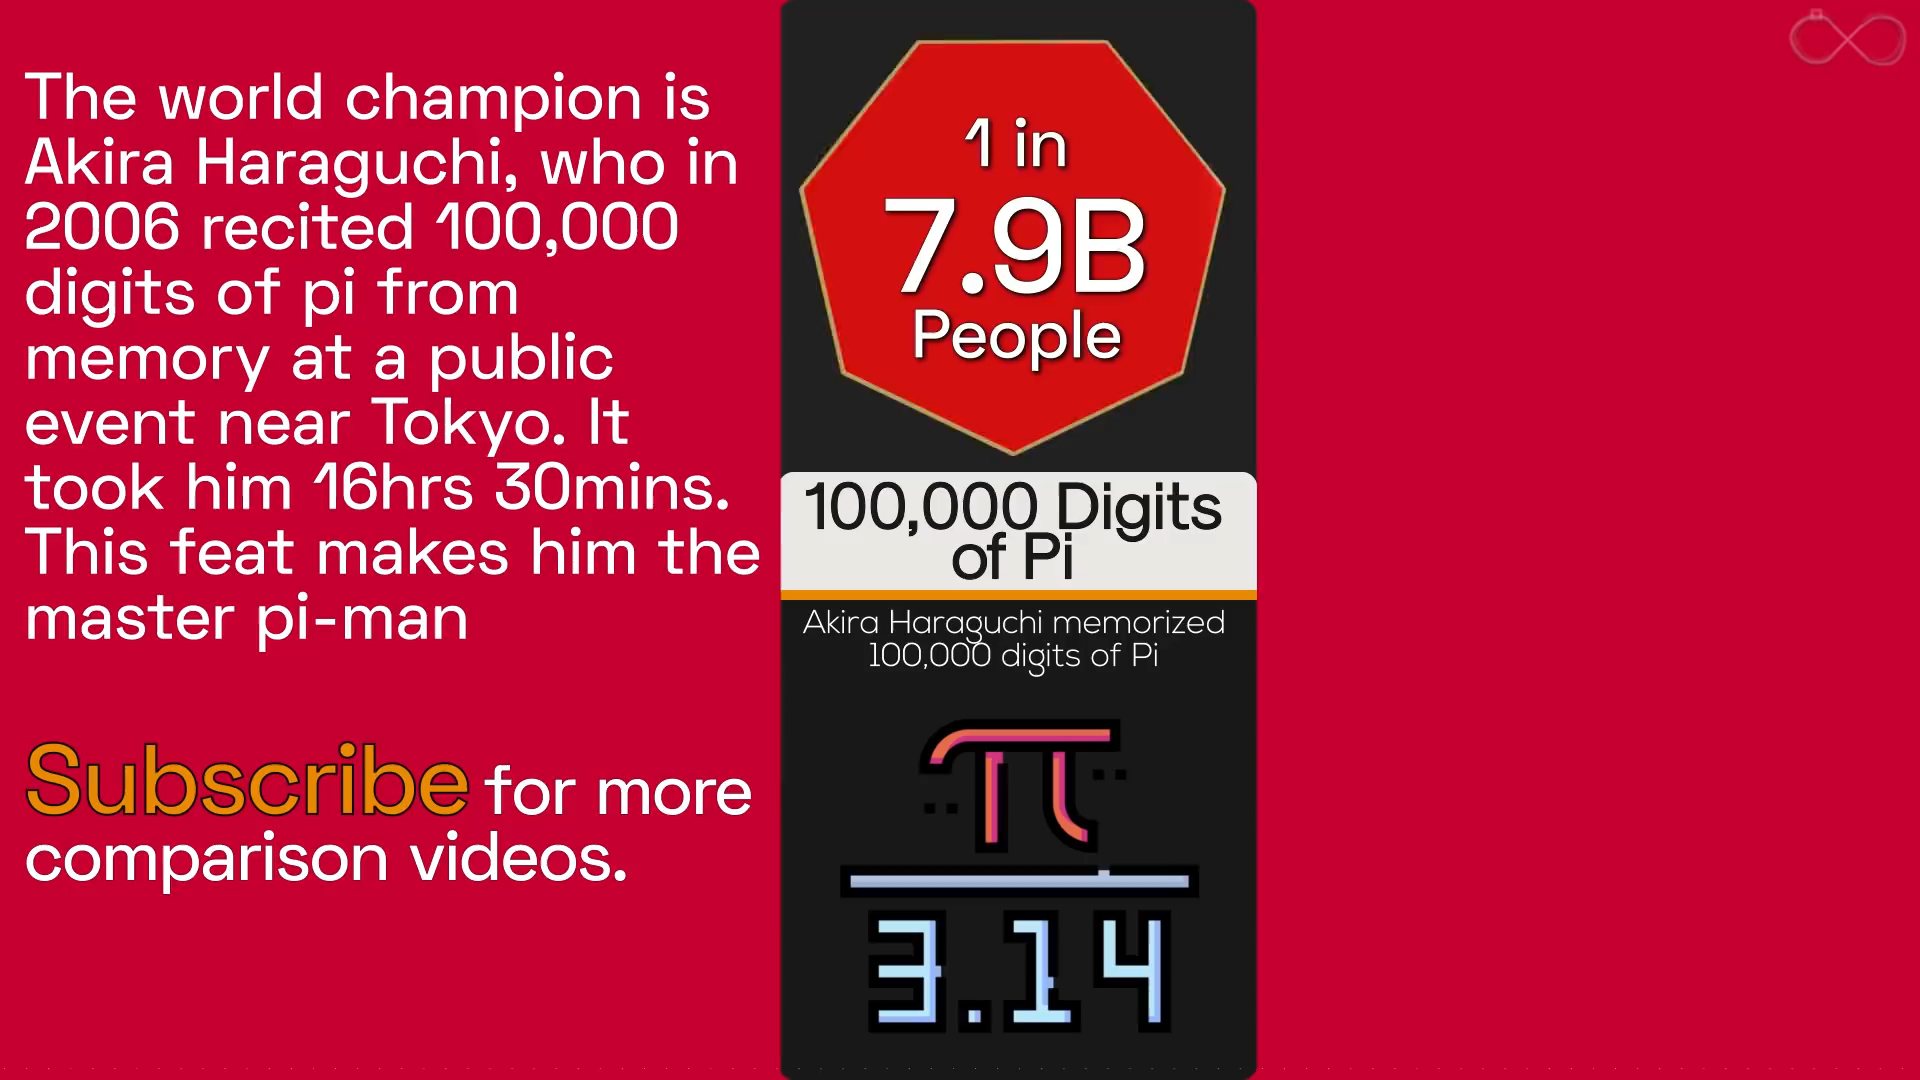 The world champion is
Akira Haraguchi, who in
2006 recited 100,000
digits of pi from
memory at a public
event near Tokyo. It
took him 16hrs 30mins.
This feat makes him the
master pi-man
Subscribe for more
comparison videos.
1 in
7.9B
People
100,000 Digits
of Pi
Akira Haraguchi memorized
100,000 digits of Pi
π
3.14